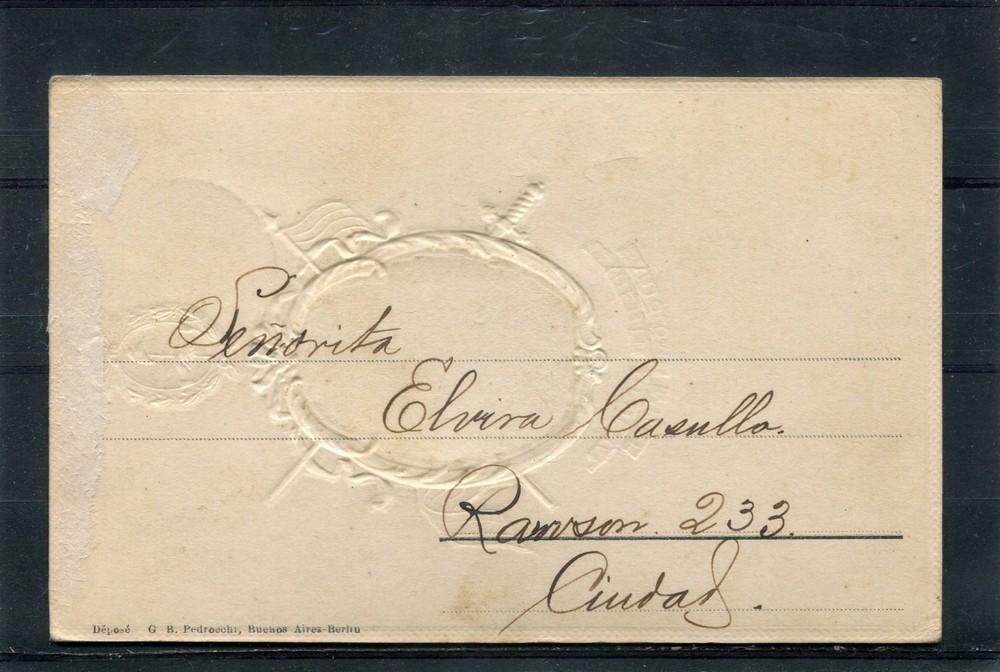 Señorita
Elvira Casullo.
Rawson. 233.
Ciudad.
Déposé G. B. Pedrocchi, Buenos Aires-Berlin